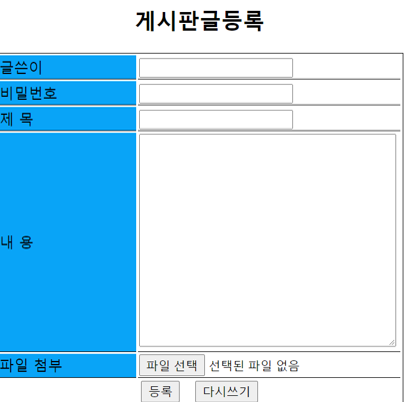 게시판글등록
글쓴이
비밀번호
제 목
내 용
파일 첨부 파일 선택 선택된 파일 없음
등록 다시쓰기